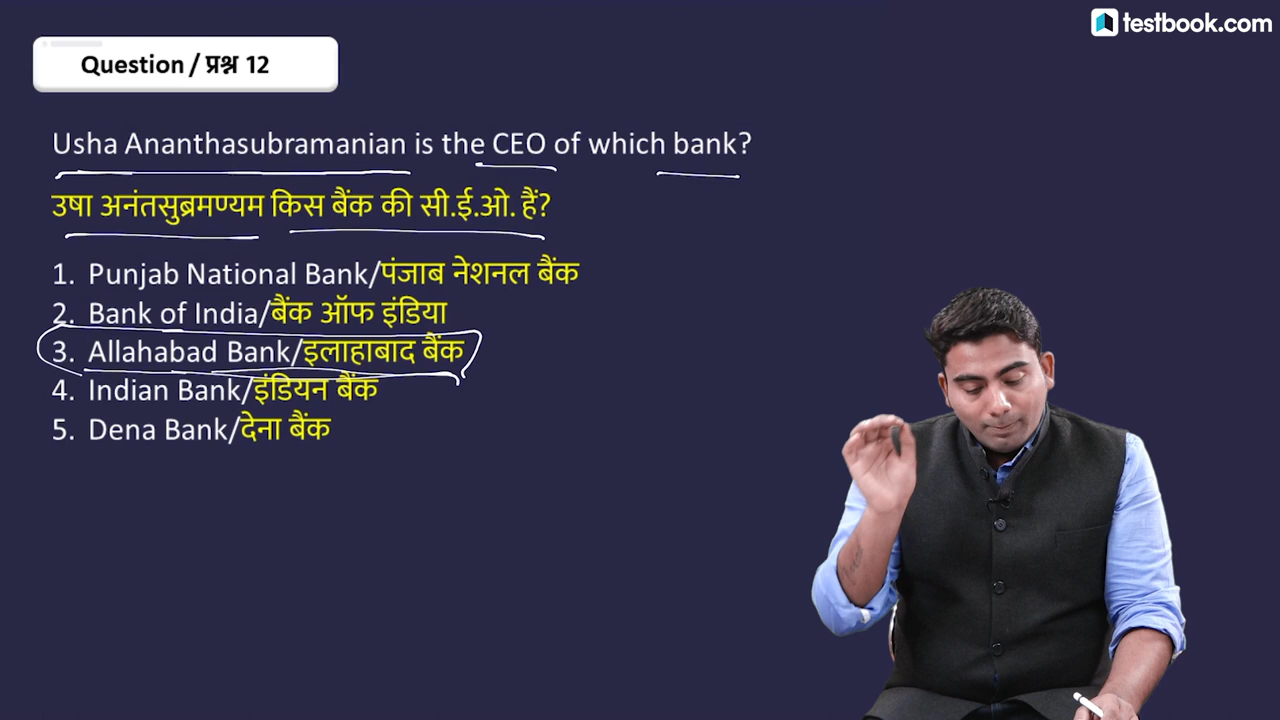 testbook.com
Question / प्रश्न 12
Usha Ananthasubramanian is the CEO of which bank?
उषा अनंतसुब्रमण्यम किस बैंक की सी.ई.ओ. हैं?
1. Punjab National Bank/पंजाब नेशनल बैंक
2. Bank of India/बैंक ऑफ इंडिया
3. Allahabad Bank/इलाहाबाद बैंक
4. Indian Bank/इंडियन बैंक
5. Dena Bank/देना बैंक